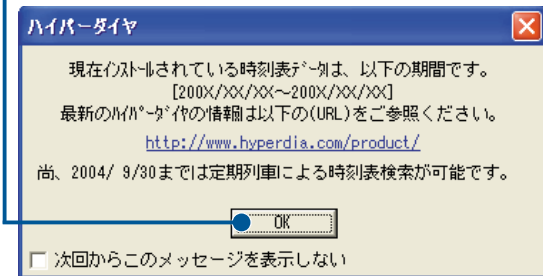 ハイパーダイヤ
現在インストールされている時刻表データは、以下の期間です。
[200X/XX/XX～200X/XX/XX]
最新のハイパーダイヤの情報は以下の(URL)をご参照ください。
http://www.hyperdia.com/product/
尚、2004/ 9/30までは定期列車による時刻表検索が可能です。
OK
次回からこのメッセージを表示しない